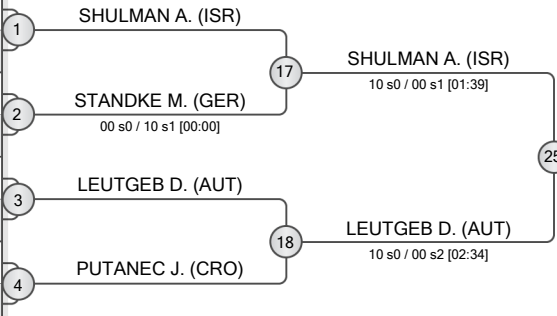 SHULMAN A. (ISR)
1
17
SHULMAN A. (ISR)
10 s0 / 00 s1 [01:39]
STANDKE M. (GER)
2
00 s0 / 10 s1 [00:00]
25
LEUTGEB D. (AUT)
3
18
LEUTGEB D. (AUT)
10 s0 / 00 s2 [02:34]
PUTANEC J. (CRO)
4